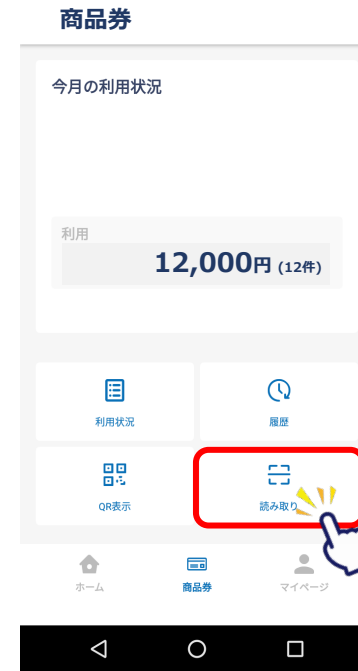 商品券
今月の利用状況
利用
12,000円 (12件)
利用状況
履歴
QR表示
読み取り
ホーム
商品券
マイページ